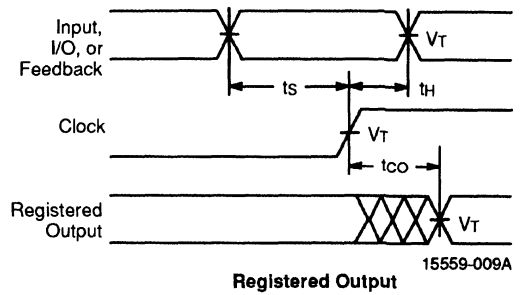 Input,
I/O, or
Feedback
VT
tS
tH
Clock
VT
tCO
Registered
Output
VT
15559-009A
Registered Output